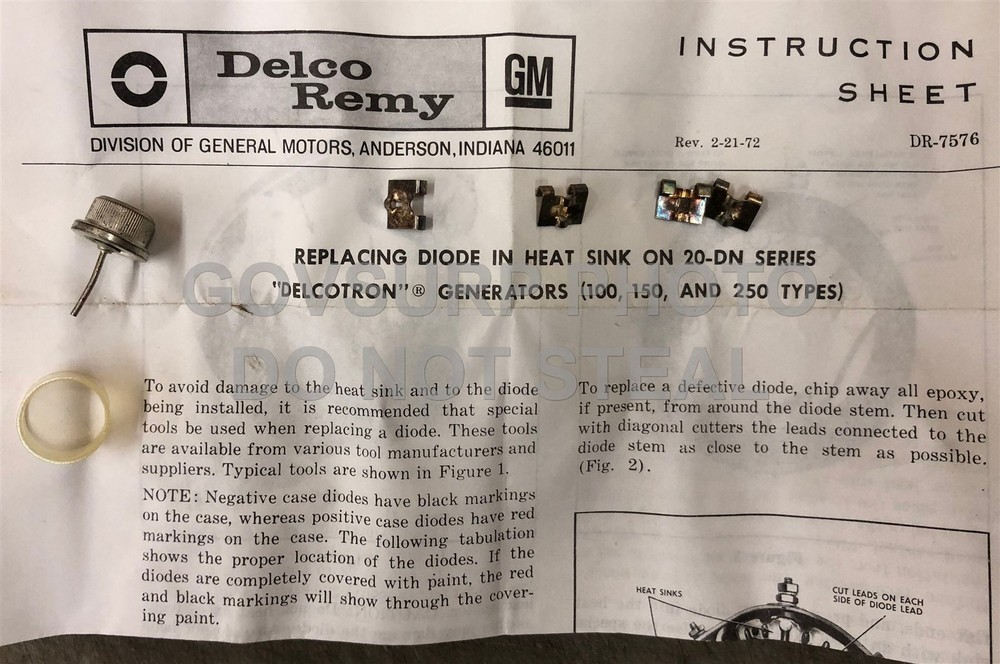 Delco
Remy
GM
DIVISION OF GENERAL MOTORS, ANDERSON, INDIANA 46011
INSTRUCTION
SHEET
Rev. 2-21-72
DR-7576
REPLACING DIODE IN HEAT SINK ON 20-DN SERIES
"DELCOTRON"® GENERATORS (100, 150, AND 250 TYPES)
GOVSURP PHOTO
DO NOT STEAL
To avoid damage to the heat sink and to the diode
being installed, it is recommended that special
tools be used when replacing a diode. These tools
are available from various tool manufacturers and
suppliers. Typical tools are shown in Figure 1.
NOTE: Negative case diodes have black markings
on the case, whereas positive case diodes have red
markings on the case. The following tabulation
shows the proper location of the diodes. If the
diodes are completely covered with paint, the red
and black markings will show through the cover-
ing paint.
To replace a defective diode, chip away all epoxy,
if present, from around the diode stem. Then cut
with diagonal cutters the leads connected to the
diode stem as close to the stem as possible.
(Fig. 2).
HEAT SINKS
CUT LEADS ON EACH
SIDE OF DIODE LEAD